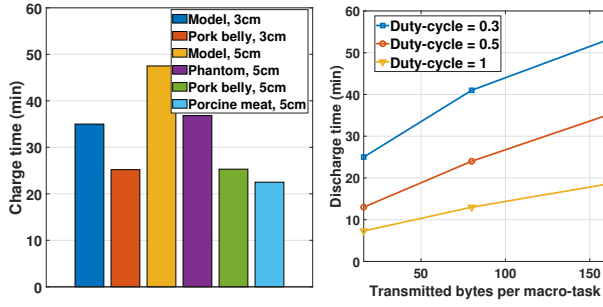 60
50
40
30
20
10
0
Charge time (min)
Model, 3cm
Pork belly, 3cm
Model, 5cm
Phantom, 5cm
Pork belly, 5cm
Porcine meat, 5cm
60
50
40
30
20
10
0
Discharge time (min)
Duty-cycle = 0.3
Duty-cycle = 0.5
Duty-cycle = 1
50
100
150
Transmitted bytes per macro-task